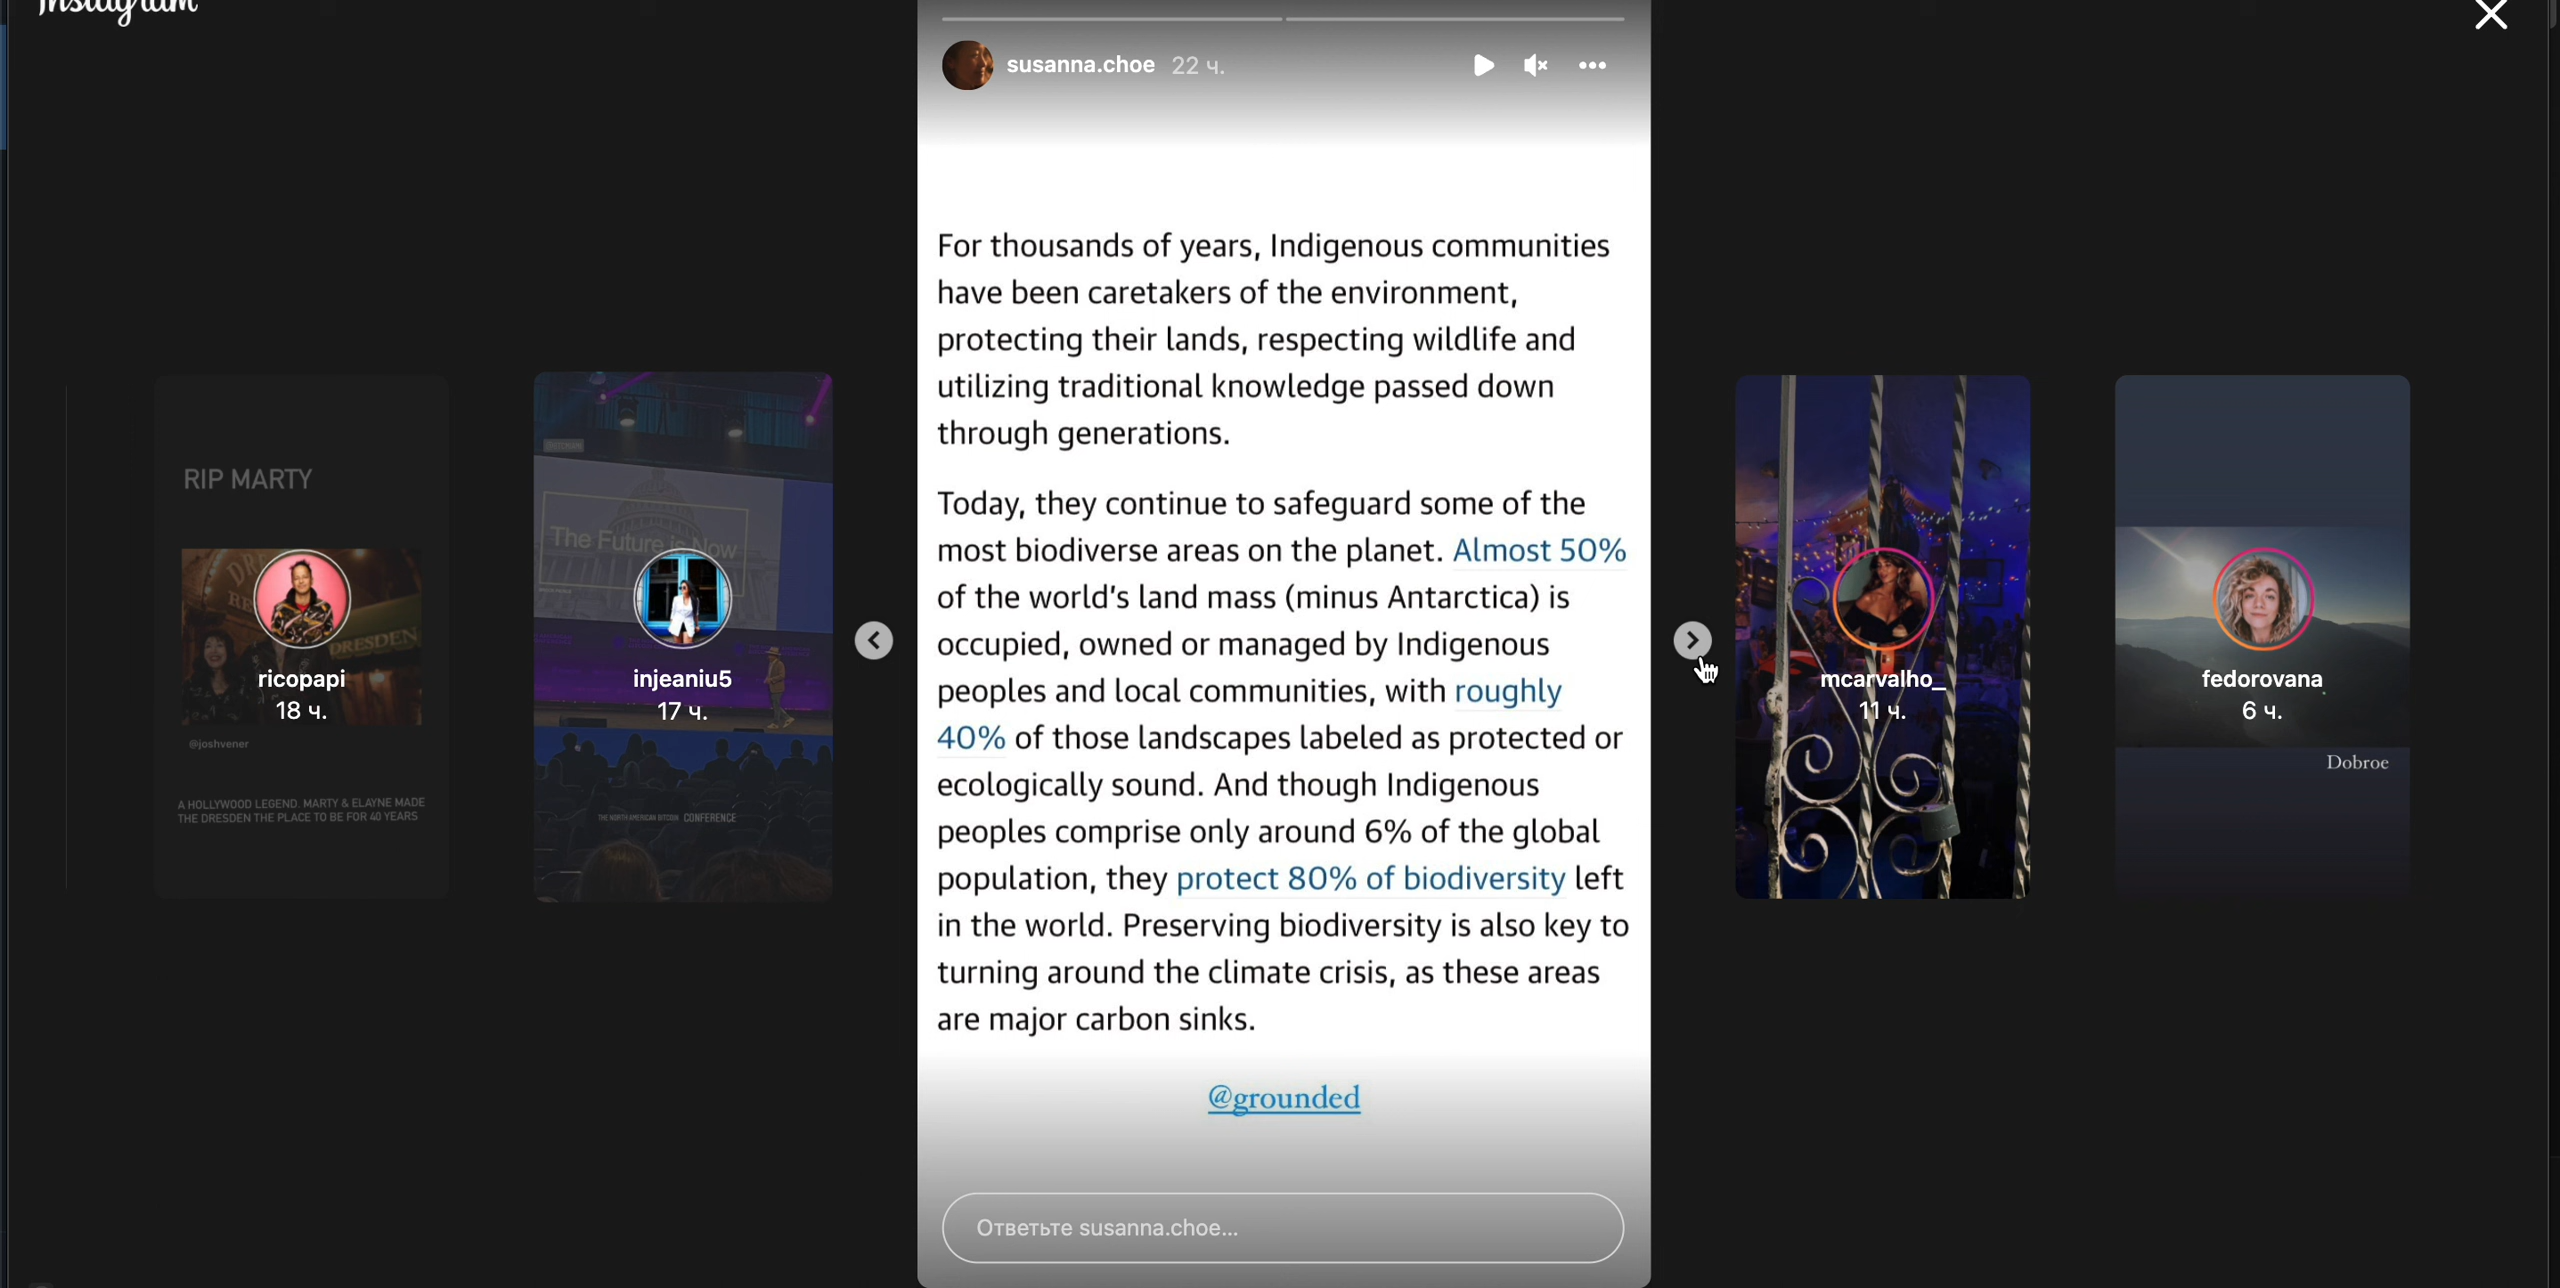 Instagram
susanna.choe 22 ч.
For thousands of years, Indigenous communities
have been caretakers of the environment,
protecting their lands, respecting wildlife and
utilizing traditional knowledge passed down
through generations.
Today, they continue to safeguard some of the
most biodiverse areas on the planet. Almost 50%
of the world's land mass (minus Antarctica) is
occupied, owned or managed by Indigenous
peoples and local communities, with roughly
40% of those landscapes labeled as protected or
ecologically sound. And though Indigenous
peoples comprise only around 6% of the global
population, they protect 80% of biodiversity left
in the world. Preserving biodiversity is also key to
turning around the climate crisis, as these areas
are major carbon sinks.
@grounded
Ответьте susanna.choe...
RIP MARTY
DRESDEN
ricopapi
18 ч.
@joshvener
A HOLLYWOOD LEGEND. MARTY & ELAYNE MADE
THE DRESDEN THE PLACE TO BE FOR 40 YEARS
The Future is Now
injeaniu5
17 ч.
THE NORTH AMERICAN BITCOIN CONFERENCE
mcarvalho_
11 ч.
fedorovana
6 ч.
Dobroe